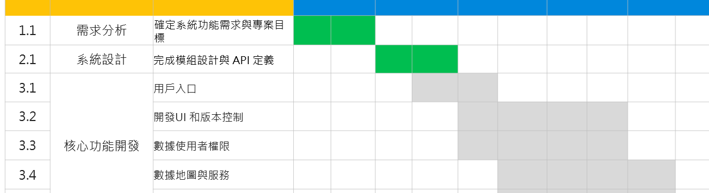 1.1 需求分析 確定系統功能需求與專案目
標
2.1 系統設計 完成模組設計與 API 定義
3.1 用戶入口
3.2 開發UI 和版本控制
核心功能開發
3.3 數據使用者權限
3.4 數據地圖與服務